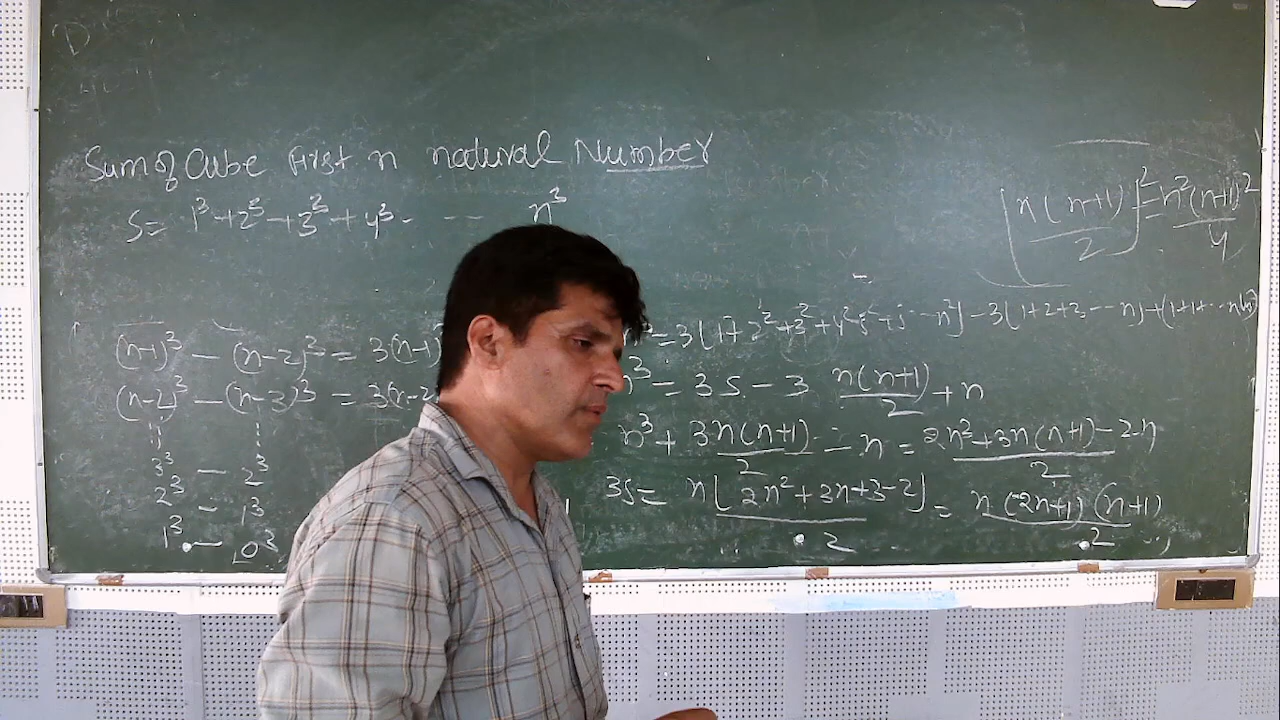 Sum of Cube First n natural Number
S = 1³ + 2³ + 3³ + 4³ - - - - n³
[n(n+1)/2]² = n²(n+1)²/4
(n-1)³ - (n-2)³ = 3(n-1)
(n-2)³ - (n-3)³ = 3(n-2
3³ - 2³
2³ - 1³
1³ - 0³
= 3(1 + 2² + 3² + 4² + - - - n²) - 3(1+2+3 - - - n) + (1+1+
n³ = 3S - 3 n(n+1)/2 + n
n³ + 3n(n+1)/2 - n = 2n³ + 3n(n+1) - 2n/2
3S = n[2n² + 3n + 3 - 2]/2 = n(2n+1)(n+1)/2